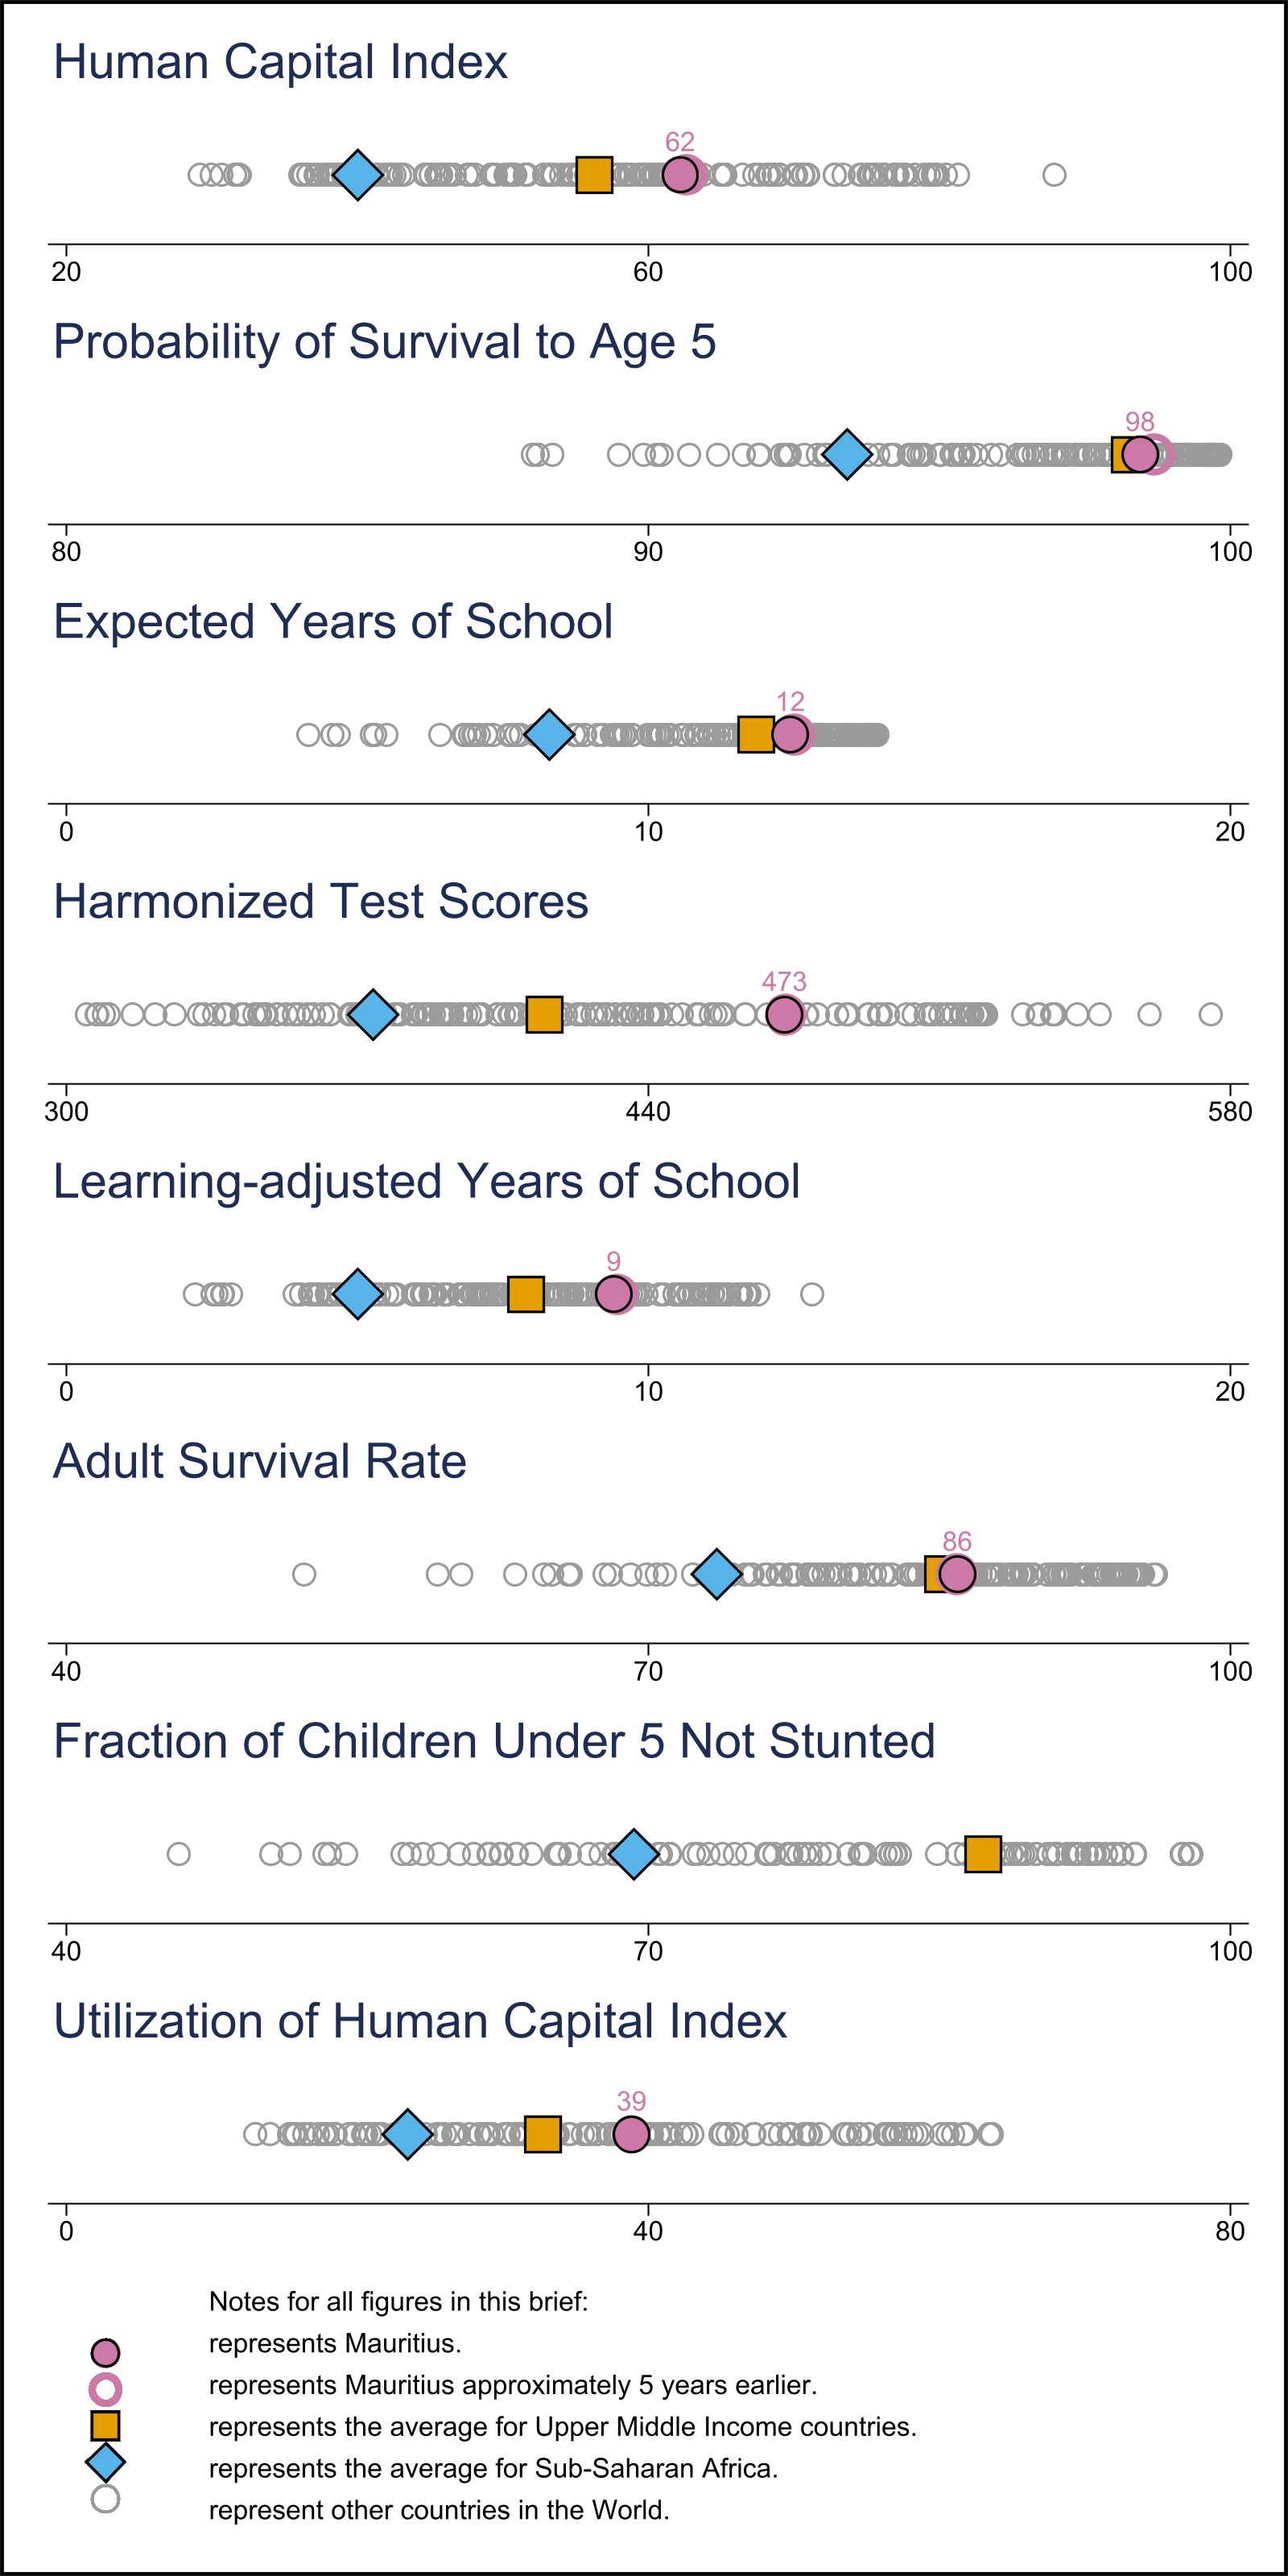 Human Capital Index
62
20 60 100
Probability of Survival to Age 5
98
80 90 100
Expected Years of School
12
0 10 20
Harmonized Test Scores
473
300 440 580
Learning-adjusted Years of School
9
0 10 20
Adult Survival Rate
86
40 70 100
Fraction of Children Under 5 Not Stunted
40 70 100
Utilization of Human Capital Index
39
0 40 80
Notes for all figures in this brief:
represents Mauritius.
represents Mauritius approximately 5 years earlier.
represents the average for Upper Middle Income countries.
represents the average for Sub-Saharan Africa.
represent other countries in the World.